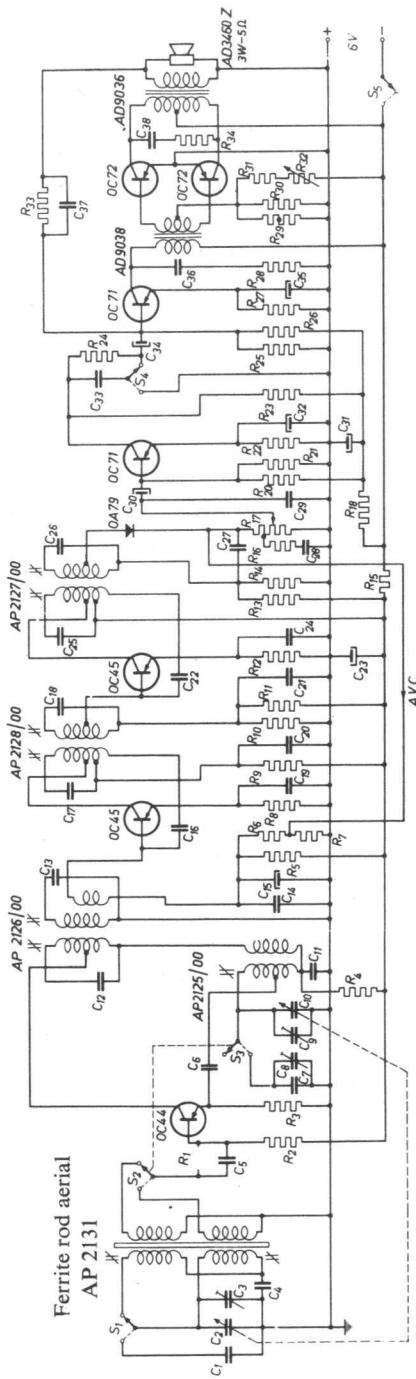 Ferrite rod aerial
AP 2131
S1
C1
C2
C3
C4
S2
R1
C5
R2
OC44
R3
C6
S3
C7
C8
C9
C10
AP2125/00
C11
R4
AP 2126/00
C12
C13
C14
C15
R5
R6
R7
OC45
C16
R8
C19
R9
C20
AP2128/00
C17
C18
R10
R11
C21
OC45
C22
R12
C24
C23
AP2127/00
C25
C26
R13
R14
C27
OA79
R16
R17
C28
C29
C30
AVC
R15
R18
R20
R21
OC71
R22
C32
R23
C31
C33
R24
S4
C34
R25
R26
OC71
R27
C35
R28
C36
AD9038
R29
R30
R31
R32
OC72
OC72
C38
R34
AD9036
R33
C37
AD3460 Z
3W-5Ω
+
6V
-
S5